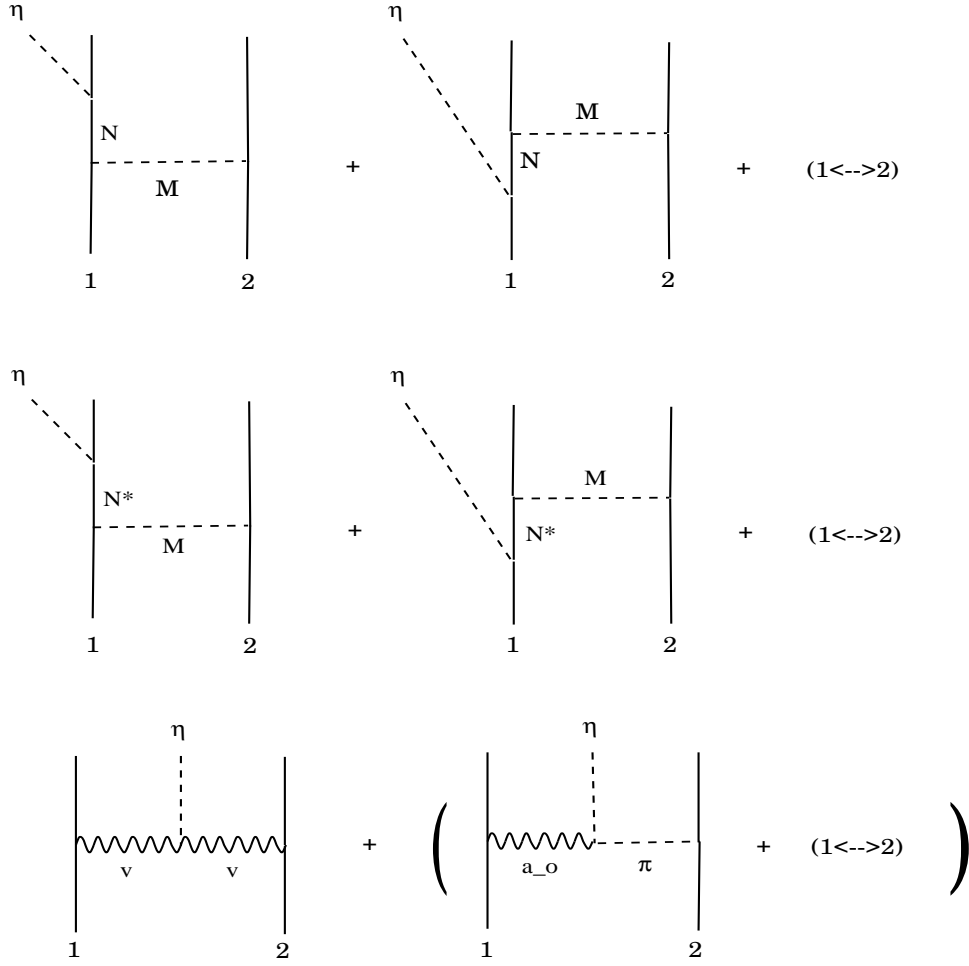 η η
N M
M + N + (1<-->2)
1 2 1 2
η η
N* M
M + N* + (1<-->2)
1 2 1 2
η η
v v + ( a_o π + (1<-->2) )
1 2 1 2